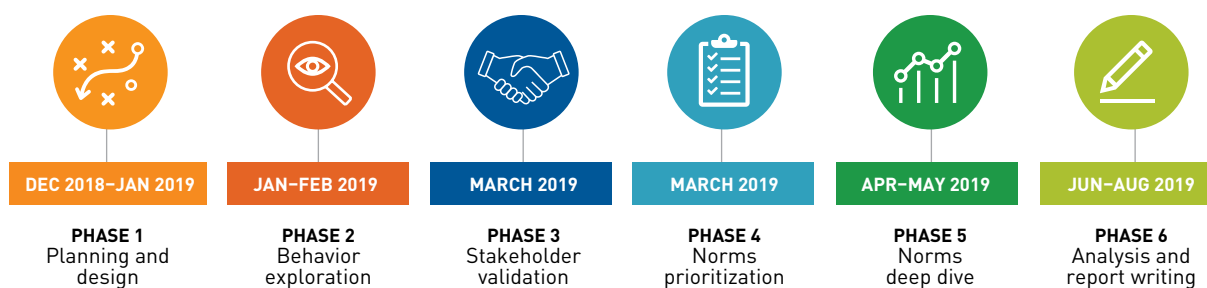 DEC 2018–JAN 2019
JAN–FEB 2019
MARCH 2019
MARCH 2019
APR–MAY 2019
JUN–AUG 2019
PHASE 1
Planning and
design
PHASE 2
Behavior
exploration
PHASE 3
Stakeholder
validation
PHASE 4
Norms
prioritization
PHASE 5
Norms
deep dive
PHASE 6
Analysis and
report writing